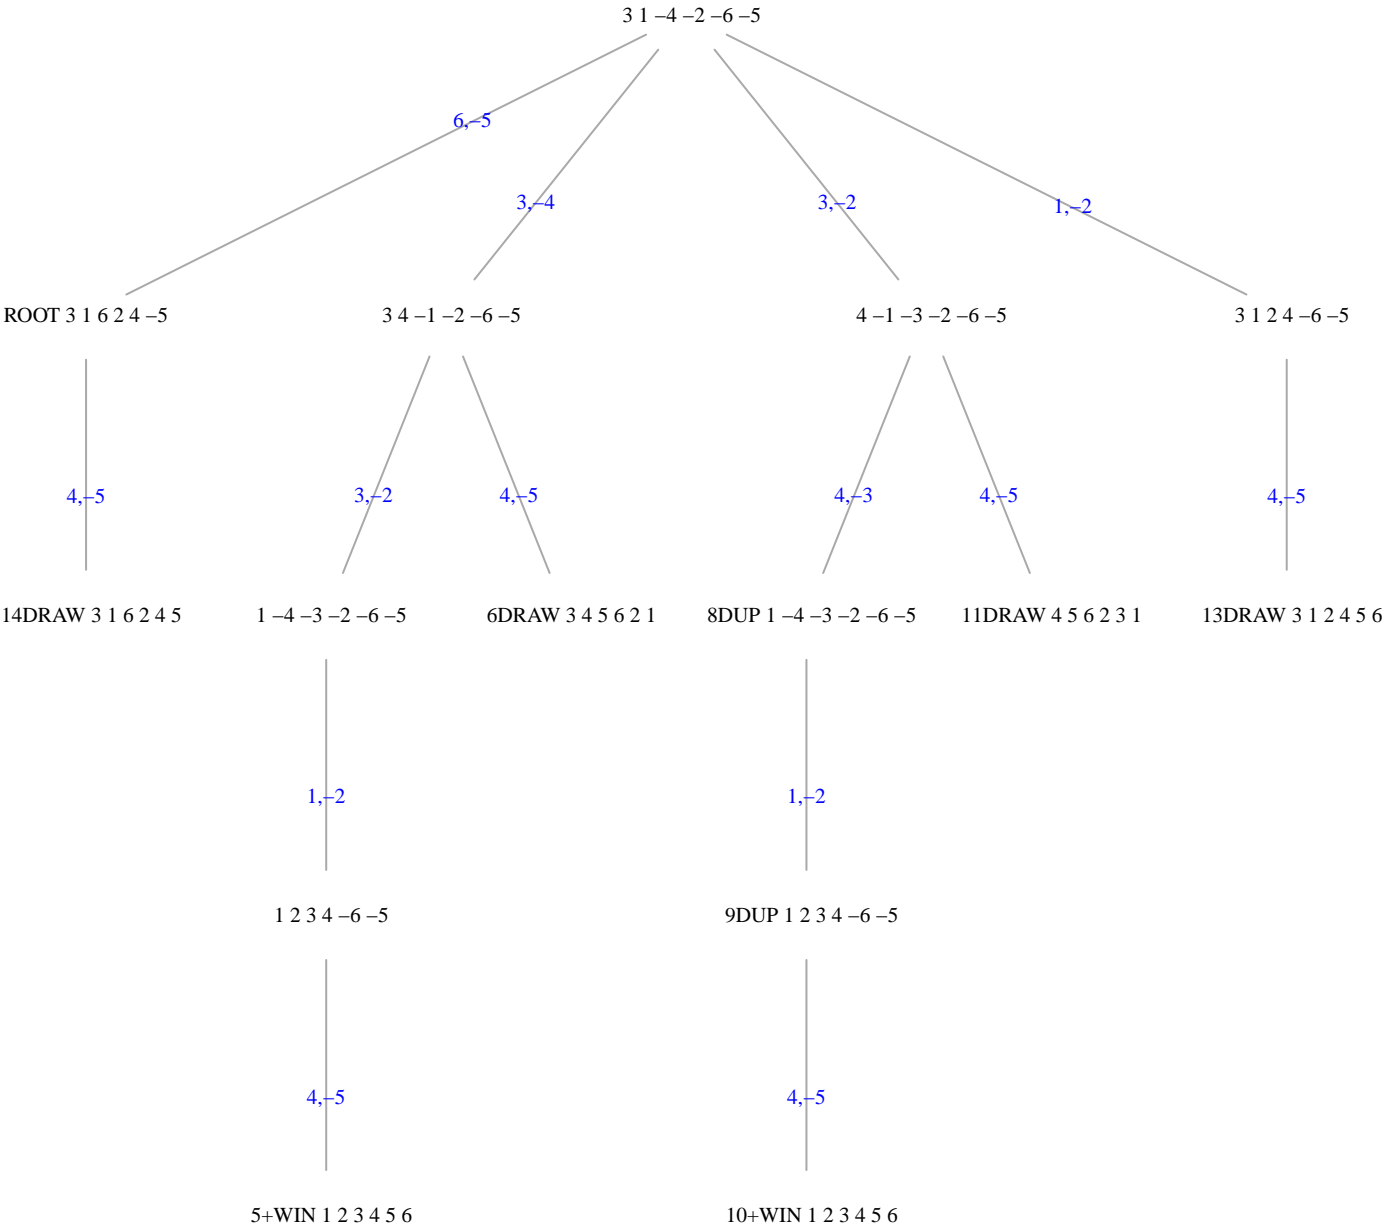 3 1 –4 –2 –6 –5
6,–5
3,–4
3,–2
1,–2
ROOT 3 1 6 2 4 –5
3 4 –1 –2 –6 –5
4 –1 –3 –2 –6 –5
3 1 2 4 –6 –5
4,–5
3,–2
4,–5
4,–3
4,–5
4,–5
14DRAW 3 1 6 2 4 5
1 –4 –3 –2 –6 –5
6DRAW 3 4 5 6 2 1
8DUP 1 –4 –3 –2 –6 –5
11DRAW 4 5 6 2 3 1
13DRAW 3 1 2 4 5 6
1,–2
1,–2
1 2 3 4 –6 –5
9DUP 1 2 3 4 –6 –5
4,–5
4,–5
5+WIN 1 2 3 4 5 6
10+WIN 1 2 3 4 5 6